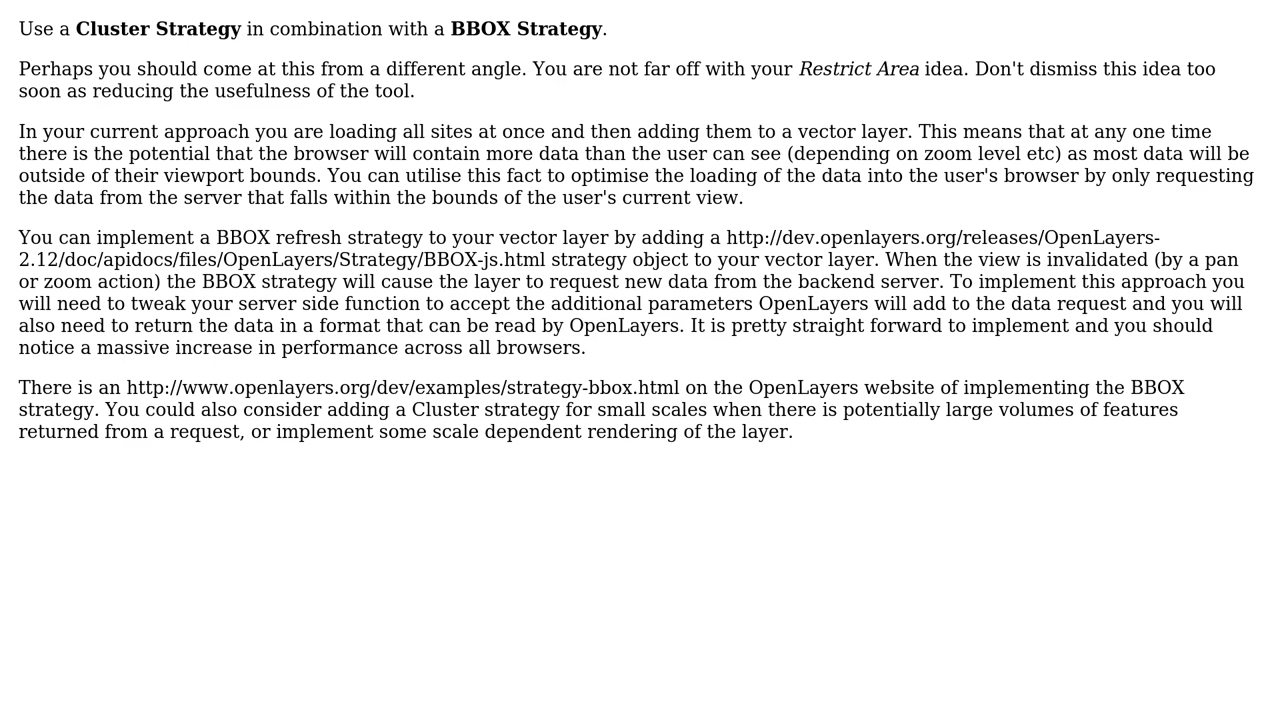 Use a Cluster Strategy in combination with a BBOX Strategy.
Perhaps you should come at this from a different angle. You are not far off with your Restrict Area idea. Don't dismiss this idea too
soon as reducing the usefulness of the tool.
In your current approach you are loading all sites at once and then adding them to a vector layer. This means that at any one time
there is the potential that the browser will contain more data than the user can see (depending on zoom level etc) as most data will be
outside of their viewport bounds. You can utilise this fact to optimise the loading of the data into the user's browser by only requesting
the data from the server that falls within the bounds of the user's current view.
You can implement a BBOX refresh strategy to your vector layer by adding a http://dev.openlayers.org/releases/OpenLayers-
2.12/doc/apidocs/files/OpenLayers/Strategy/BBOX-js.html strategy object to your vector layer. When the view is invalidated (by a pan
or zoom action) the BBOX strategy will cause the layer to request new data from the backend server. To implement this approach you
will need to tweak your server side function to accept the additional parameters OpenLayers will add to the data request and you will
also need to return the data in a format that can be read by OpenLayers. It is pretty straight forward to implement and you should
notice a massive increase in performance across all browsers.
There is an http://www.openlayers.org/dev/examples/strategy-bbox.html on the OpenLayers website of implementing the BBOX
strategy. You could also consider adding a Cluster strategy for small scales when there is potentially large volumes of features
returned from a request, or implement some scale dependent rendering of the layer.